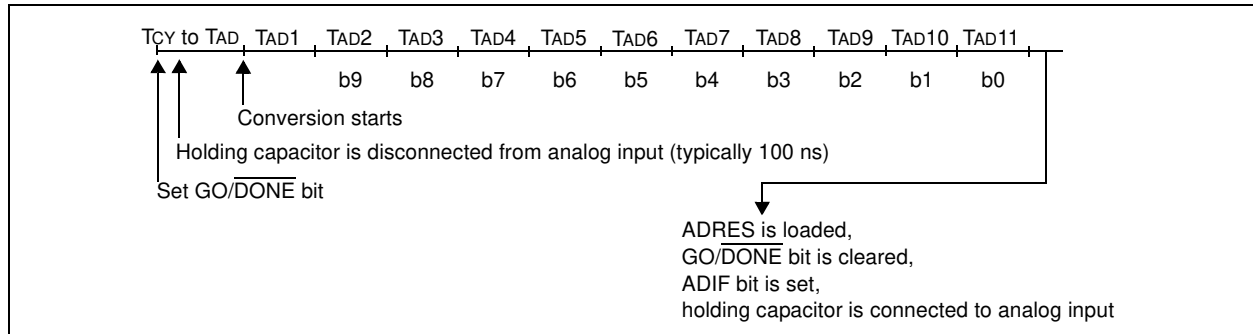 TCY to TAD TAD1 TAD2 TAD3 TAD4 TAD5 TAD6 TAD7 TAD8 TAD9 TAD10 TAD11
b9 b8 b7 b6 b5 b4 b3 b2 b1 b0
Conversion starts
Holding capacitor is disconnected from analog input (typically 100 ns)
Set GO/DONE bit
ADRES is loaded,
GO/DONE bit is cleared,
ADIF bit is set,
holding capacitor is connected to analog input